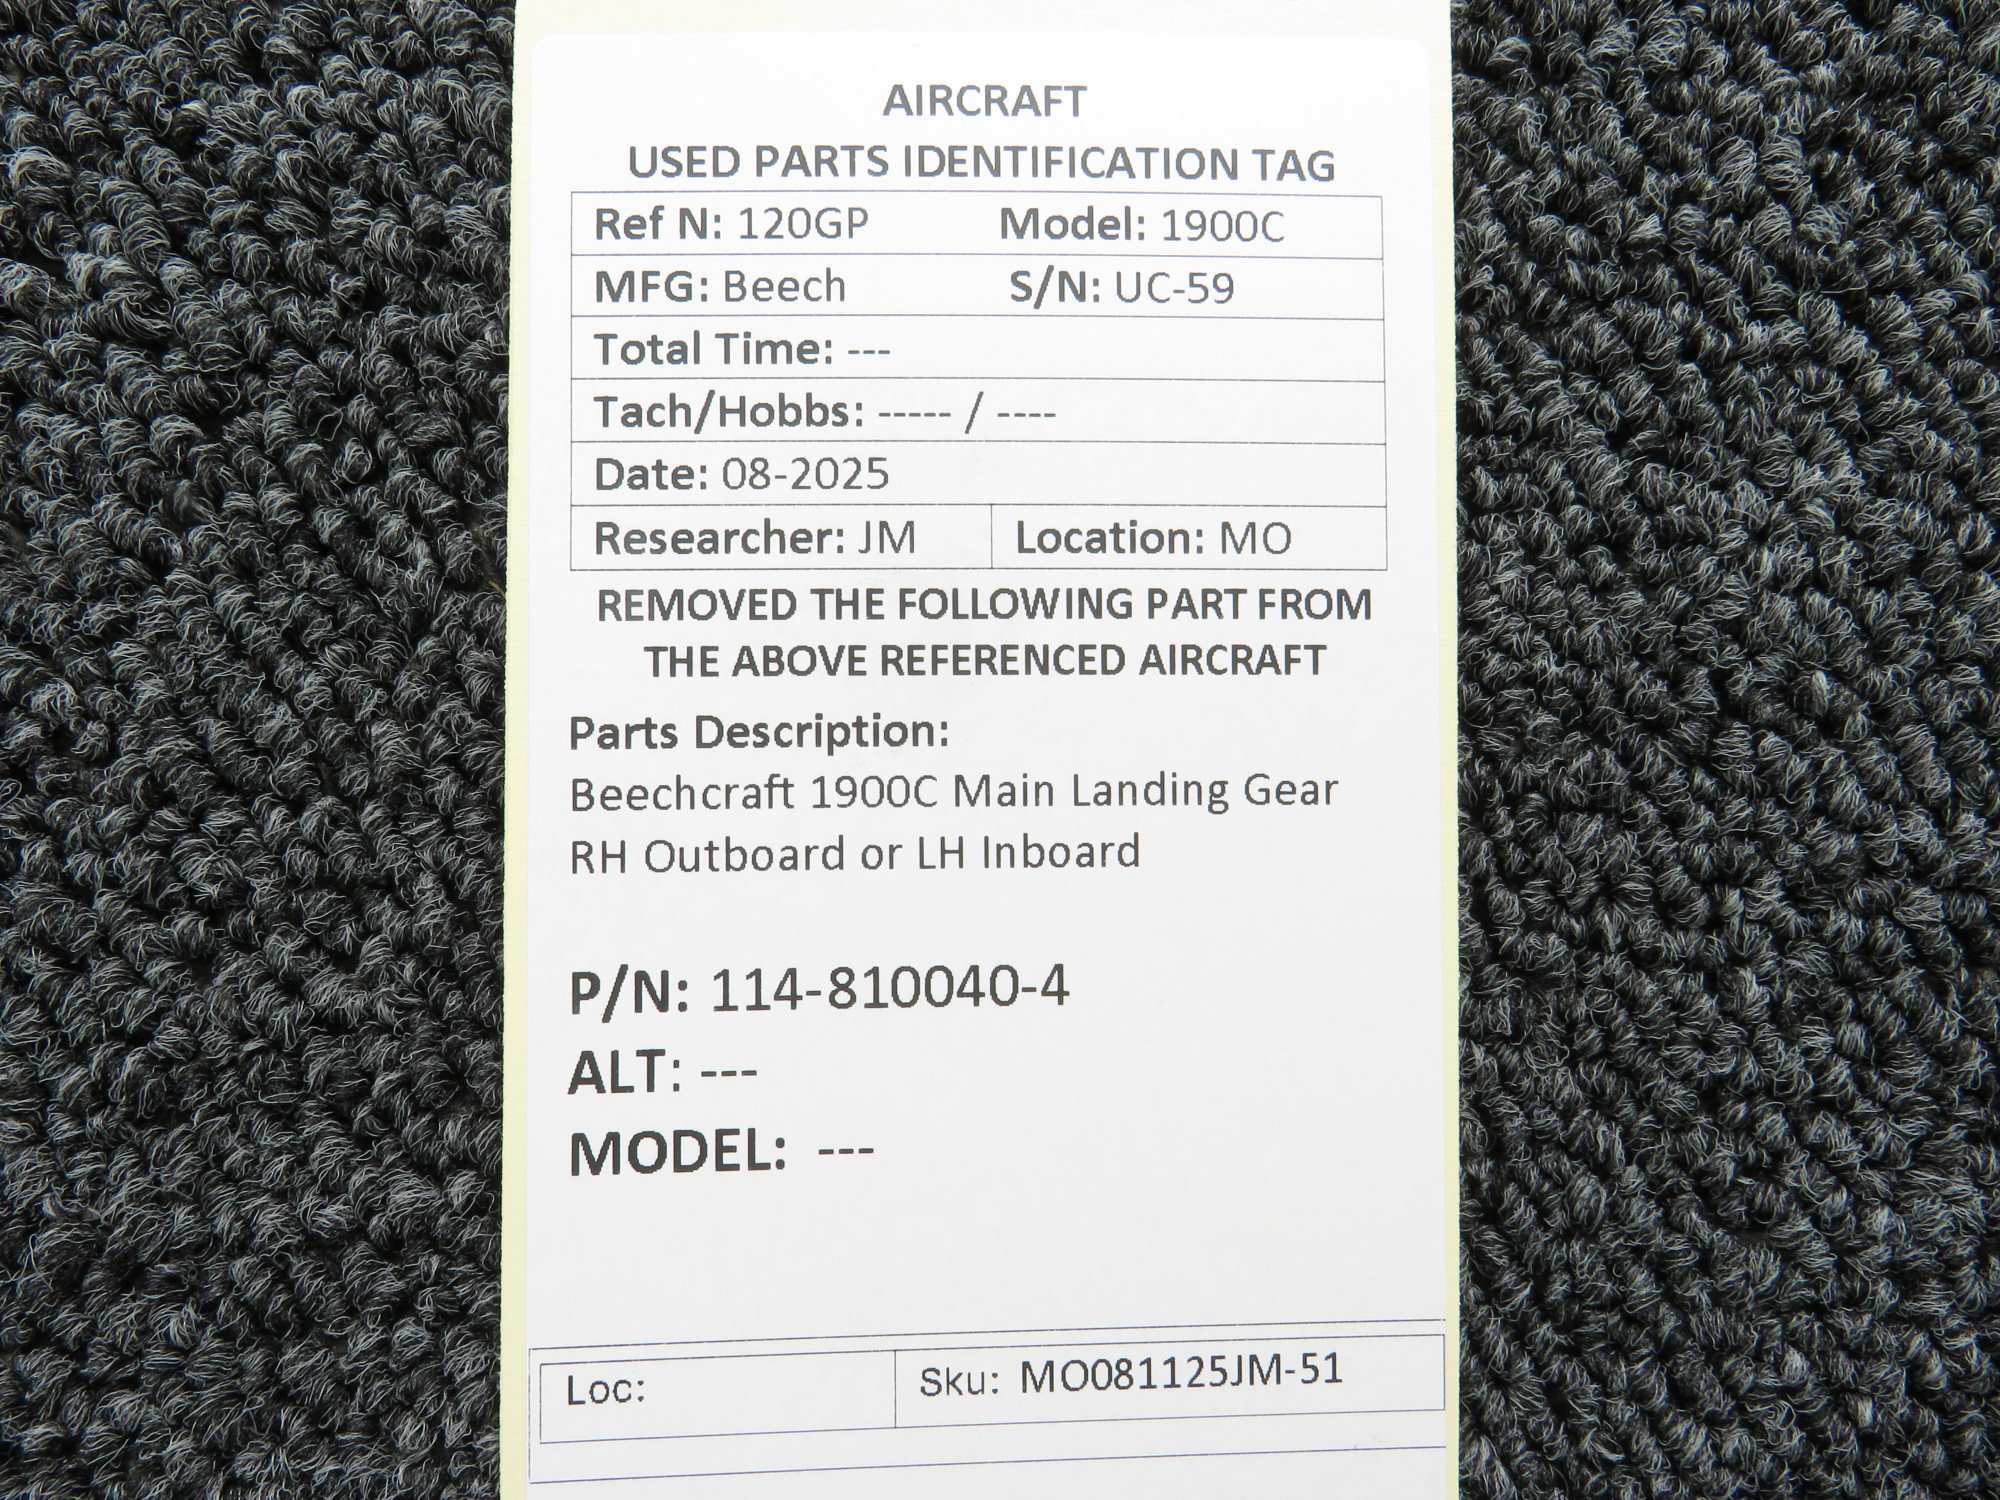 AIRCRAFT
USED PARTS IDENTIFICATION TAG
Ref N: 120GP Model: 1900C
MFG: Beech S/N: UC-59
Total Time: ---
Tach/Hobbs: ----- / ----
Date: 08-2025
Researcher: JM Location: MO
REMOVED THE FOLLOWING PART FROM
THE ABOVE REFERENCED AIRCRAFT
Parts Description:
Beechcraft 1900C Main Landing Gear
RH Outboard or LH Inboard
P/N: 114-810040-4
ALT: ---
MODEL: ---
Loc: Sku: MO081125JM-51